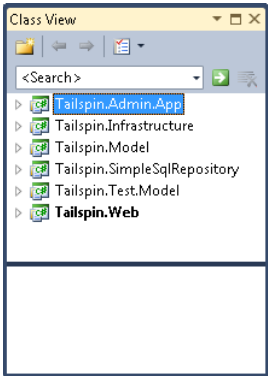 Class View
<Search>
Tailspin.Admin.App
Tailspin.Infrastructure
Tailspin.Model
Tailspin.SimpleSqlRepository
Tailspin.Test.Model
Tailspin.Web